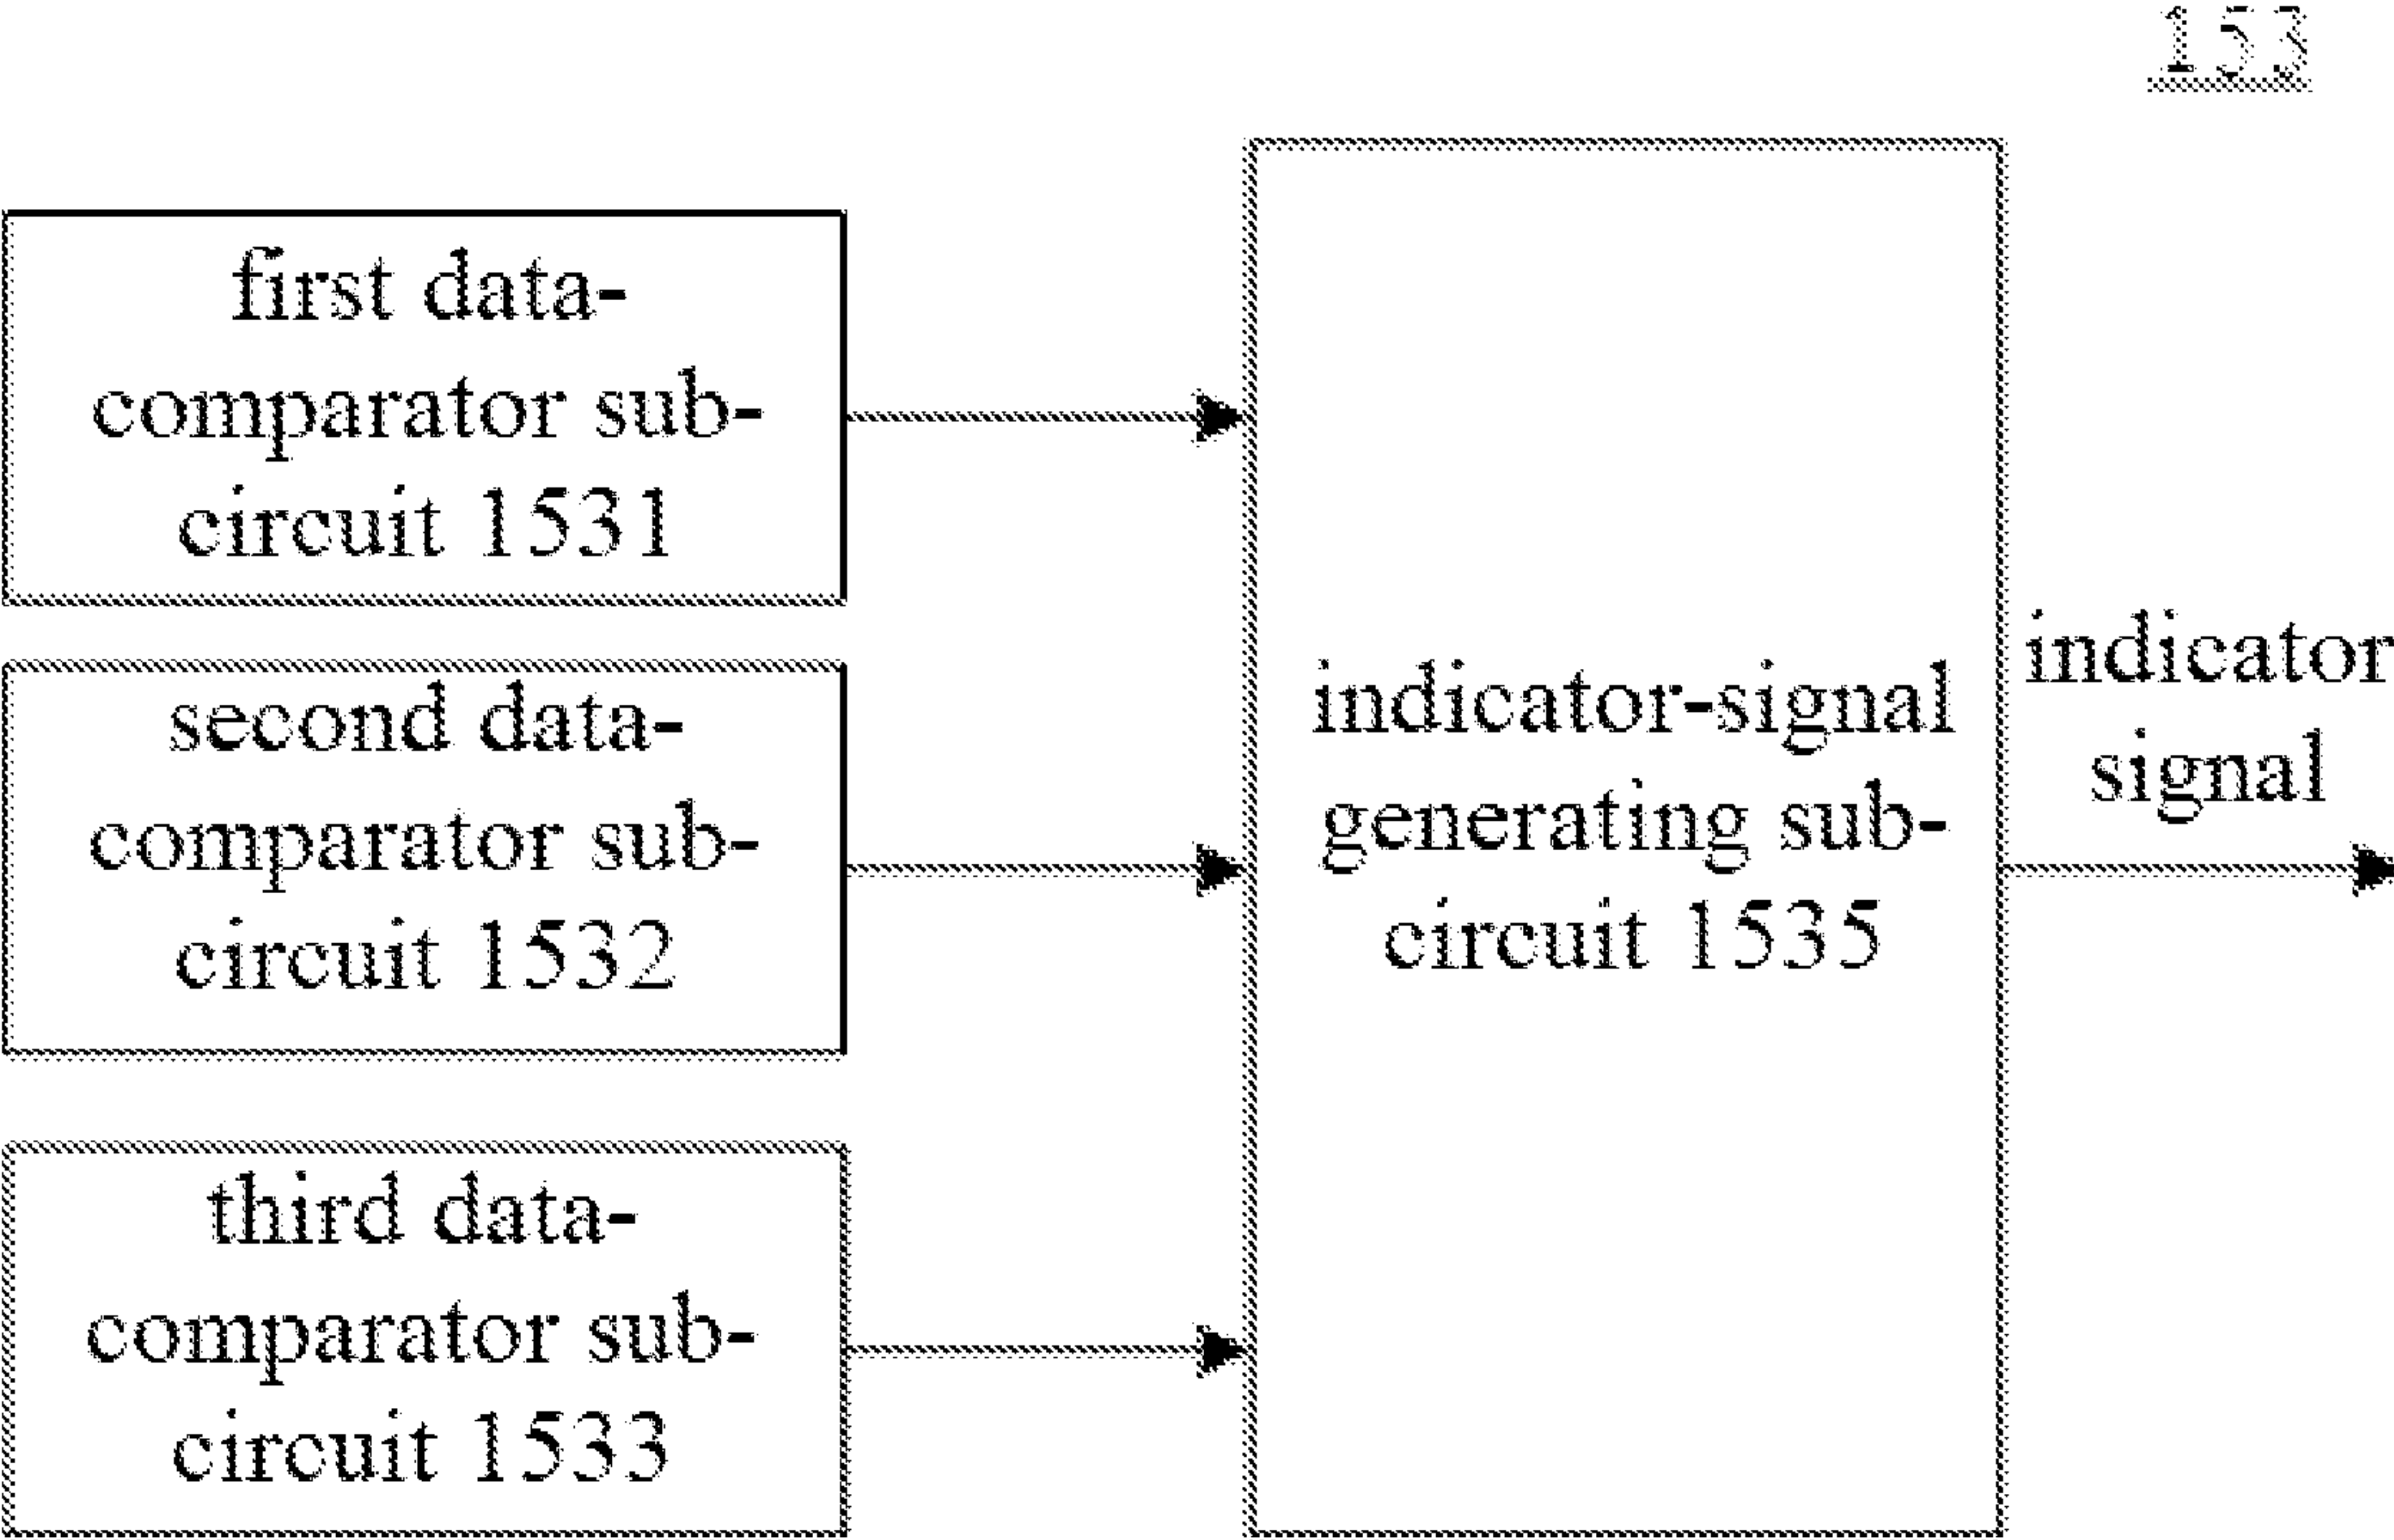 153
first data-
comparator sub-
circuit 1531
second data-
comparator sub-
circuit 1532
third data-
comparator sub-
circuit 1533
indicator-signal
generating sub-
circuit 1535
indicator
signal